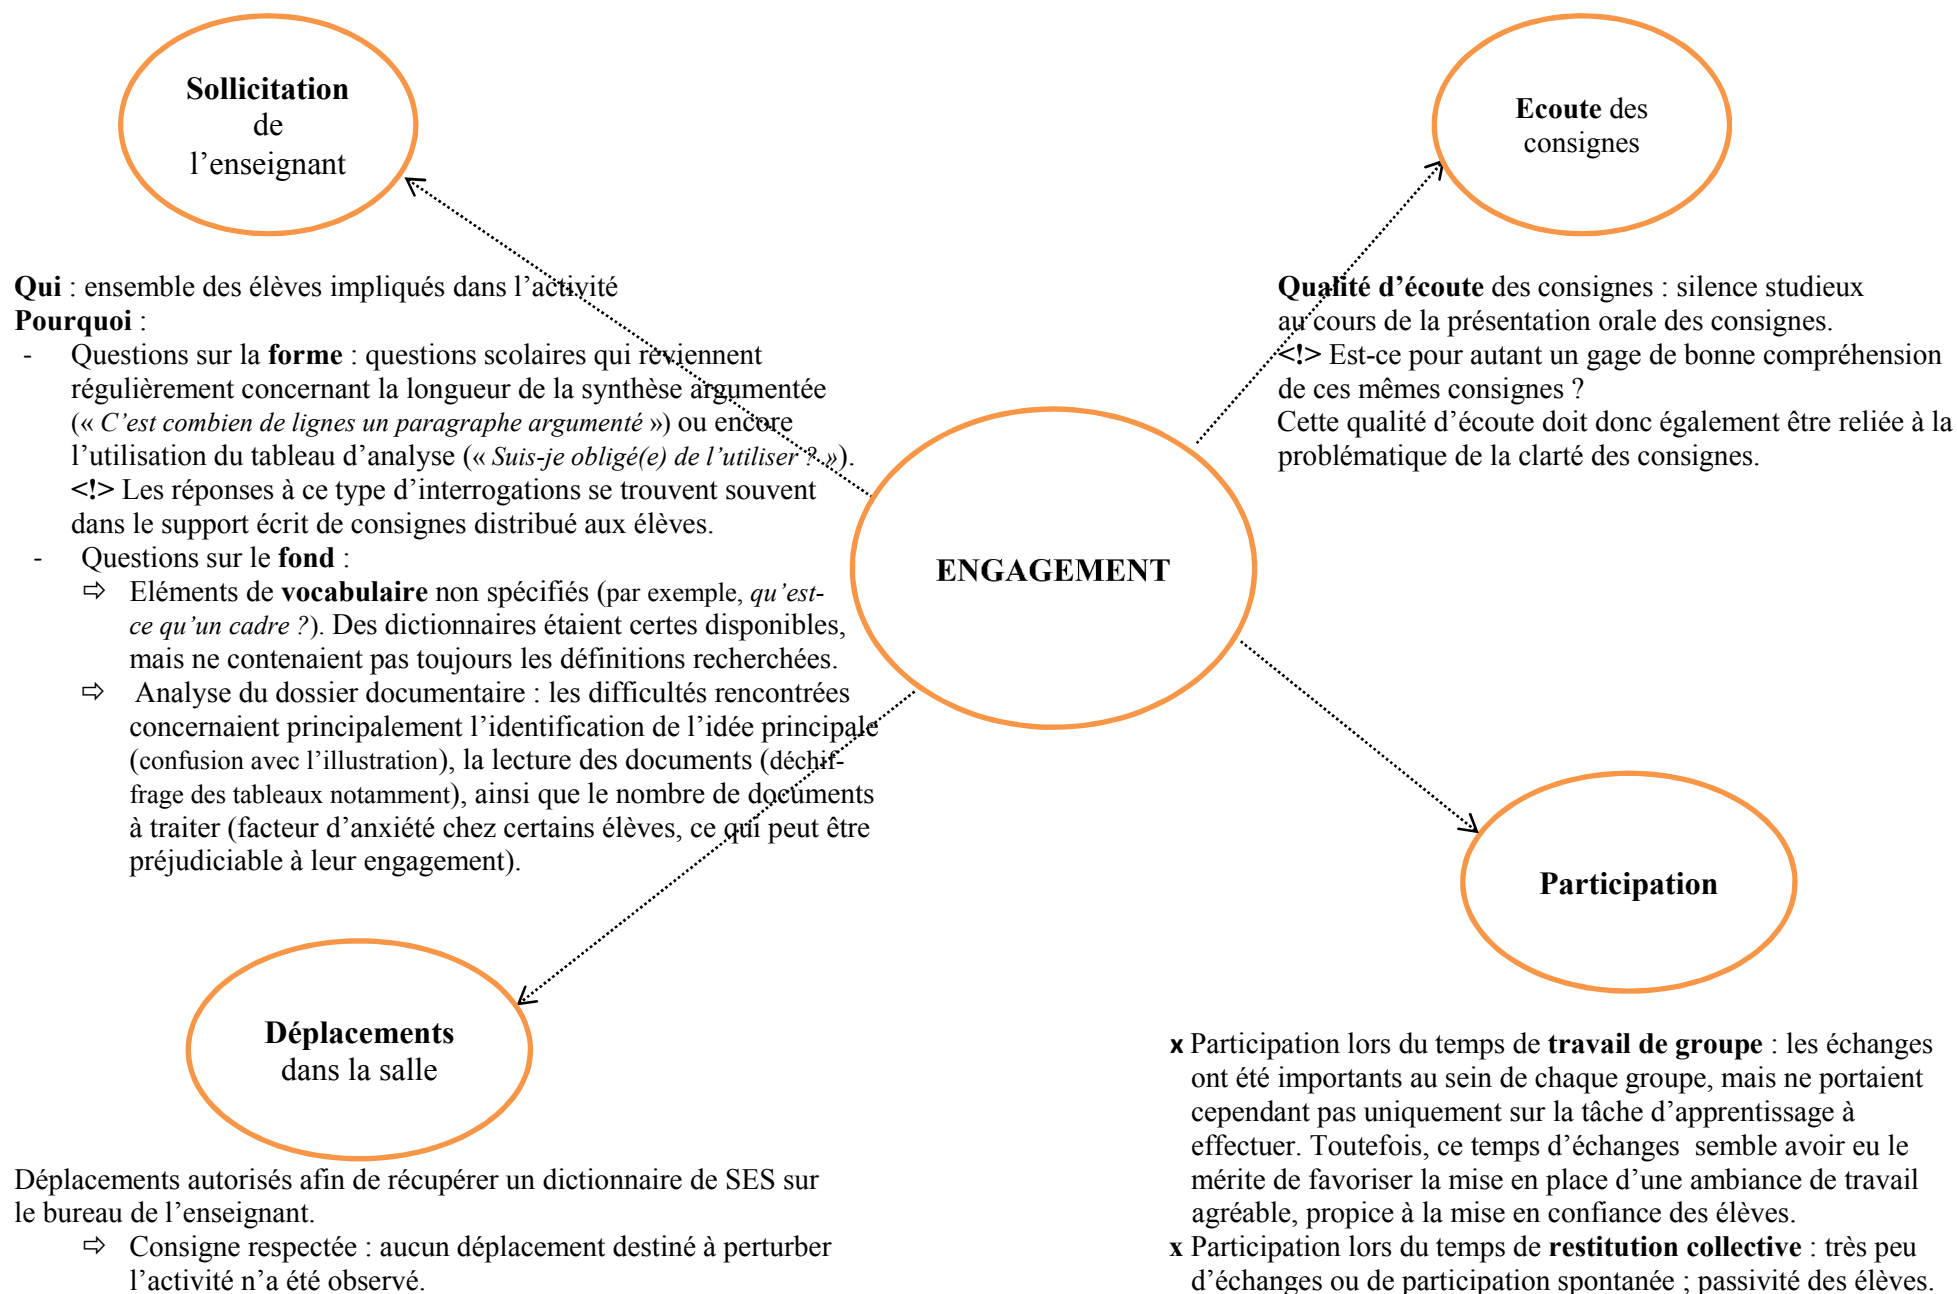 Sollicitation
de
l’enseignant
Ecoute des
consignes
Qui : ensemble des élèves impliqués dans l’activité
Pourquoi :
- Questions sur la forme : questions scolaires qui reviennent
régulièrement concernant la longueur de la synthèse argumentée
(« C’est combien de lignes un paragraphe argumenté ») ou encore
l’utilisation du tableau d’analyse (« Suis-je obligé(e) de l’utiliser ? »).
<!> Les réponses à ce type d’interrogations se trouvent souvent
dans le support écrit de consignes distribué aux élèves.
- Questions sur le fond :
⇨ Eléments de vocabulaire non spécifiés (par exemple, qu’est-
ce qu’un cadre ?). Des dictionnaires étaient certes disponibles,
mais ne contenaient pas toujours les définitions recherchées.
⇨ Analyse du dossier documentaire : les difficultés rencontrées
concernaient principalement l’identification de l’idée principale
(confusion avec l’illustration), la lecture des documents (déchif-
frage des tableaux notamment), ainsi que le nombre de documents
à traiter (facteur d’anxiété chez certains élèves, ce qui peut être
préjudiciable à leur engagement).
Qualité d’écoute des consignes : silence studieux
au cours de la présentation orale des consignes.
<!> Est-ce pour autant un gage de bonne compréhension
de ces mêmes consignes ?
Cette qualité d’écoute doit donc également être reliée à la
problématique de la clarté des consignes.
ENGAGEMENT
Participation
Déplacements
dans la salle
Déplacements autorisés afin de récupérer un dictionnaire de SES sur
le bureau de l’enseignant.
⇨ Consigne respectée : aucun déplacement destiné à perturber
l’activité n’a été observé.
x Participation lors du temps de travail de groupe : les échanges
ont été importants au sein de chaque groupe, mais ne portaient
cependant pas uniquement sur la tâche d’apprentissage à
effectuer. Toutefois, ce temps d’échanges semble avoir eu le
mérite de favoriser la mise en place d’une ambiance de travail
agréable, propice à la mise en confiance des élèves.
x Participation lors du temps de restitution collective : très peu
d’échanges ou de participation spontanée ; passivité des élèves.